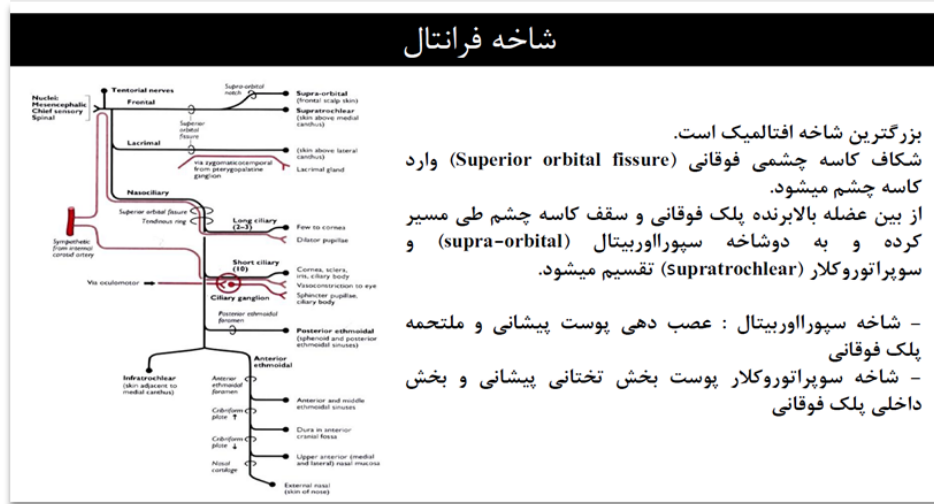 شاخه فرانتال
بزرگترین شاخه افتالمیک است.
شکاف کاسه چشمی فوقانی (Superior orbital fissure) وارد
کاسه چشم میشود.
از بین عضله بالابرنده پلک فوقانی و سقف کاسه چشم طی مسیر
کرده و به دوشاخه سپورااوربیتال (supra-orbital) و
سوپراتوروکلار (supratrochlear) تقسیم میشود.
- شاخه سپورااوربیتال : عصب دهی پوست پیشانی و ملتحمه
پلک فوقانی
- شاخه سوپراتوروکلار پوست بخش تختانی پیشانی و بخش
داخلی پلک فوقانی
Nuclei:
Mesencephalic
Chief sensory
Spinal
Tentorial nerves
Frontal
Supra-orbital
notch
Supra-orbital
(frontal scalp skin)
Supratrochlear
(skin above medial
canthus)
Superior
orbital
fissure
Lacrimal
(skin above lateral
canthus)
via zygomaticotemporal
from pterygopalatine
ganglion
Lacrimal gland
Nasociliary
Superior orbital fissure
Tendinous ring
Long ciliary
(2-3)
Few to cornea
Dilator pupillae
Sympathetic
from internal
carotid artery
Short ciliary
(10)
Cornea, sclera,
iris, ciliary body
Vasoconstriction to eye
Via oculomotor
Ciliary ganglion
Sphincter pupillae,
ciliary body
Posterior ethmoidal
foramen
Posterior ethmoidal
(sphenoid and posterior
ethmoidal sinuses)
Anterior
ethmoidal
Infratrochlear
(skin adjacent to
medial canthus)
Anterior
ethmoidal
foramen
Anterior and middle
ethmoidal sinuses
Cribriform
plate ↑
Dura in anterior
cranial fossa
Cribriform
plate ↓
Upper anterior (medial
and lateral) nasal mucosa
Nasal
cartilage
External nasal
(skin of nose)